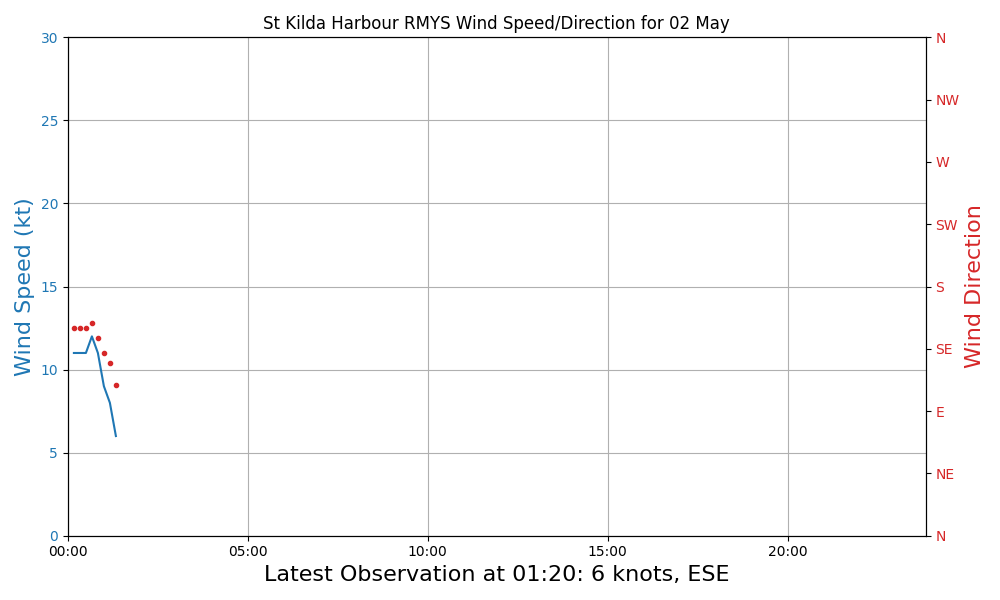 St Kilda Harbour RMYS Wind Speed/Direction for 02 May
30
25
20
15
10
5
0
Wind Speed (kt)
N
NW
W
SW
S
SE
E
NE
N
Wind Direction
00:00
05:00
10:00
15:00
20:00
Latest Observation at 01:20: 6 knots, ESE